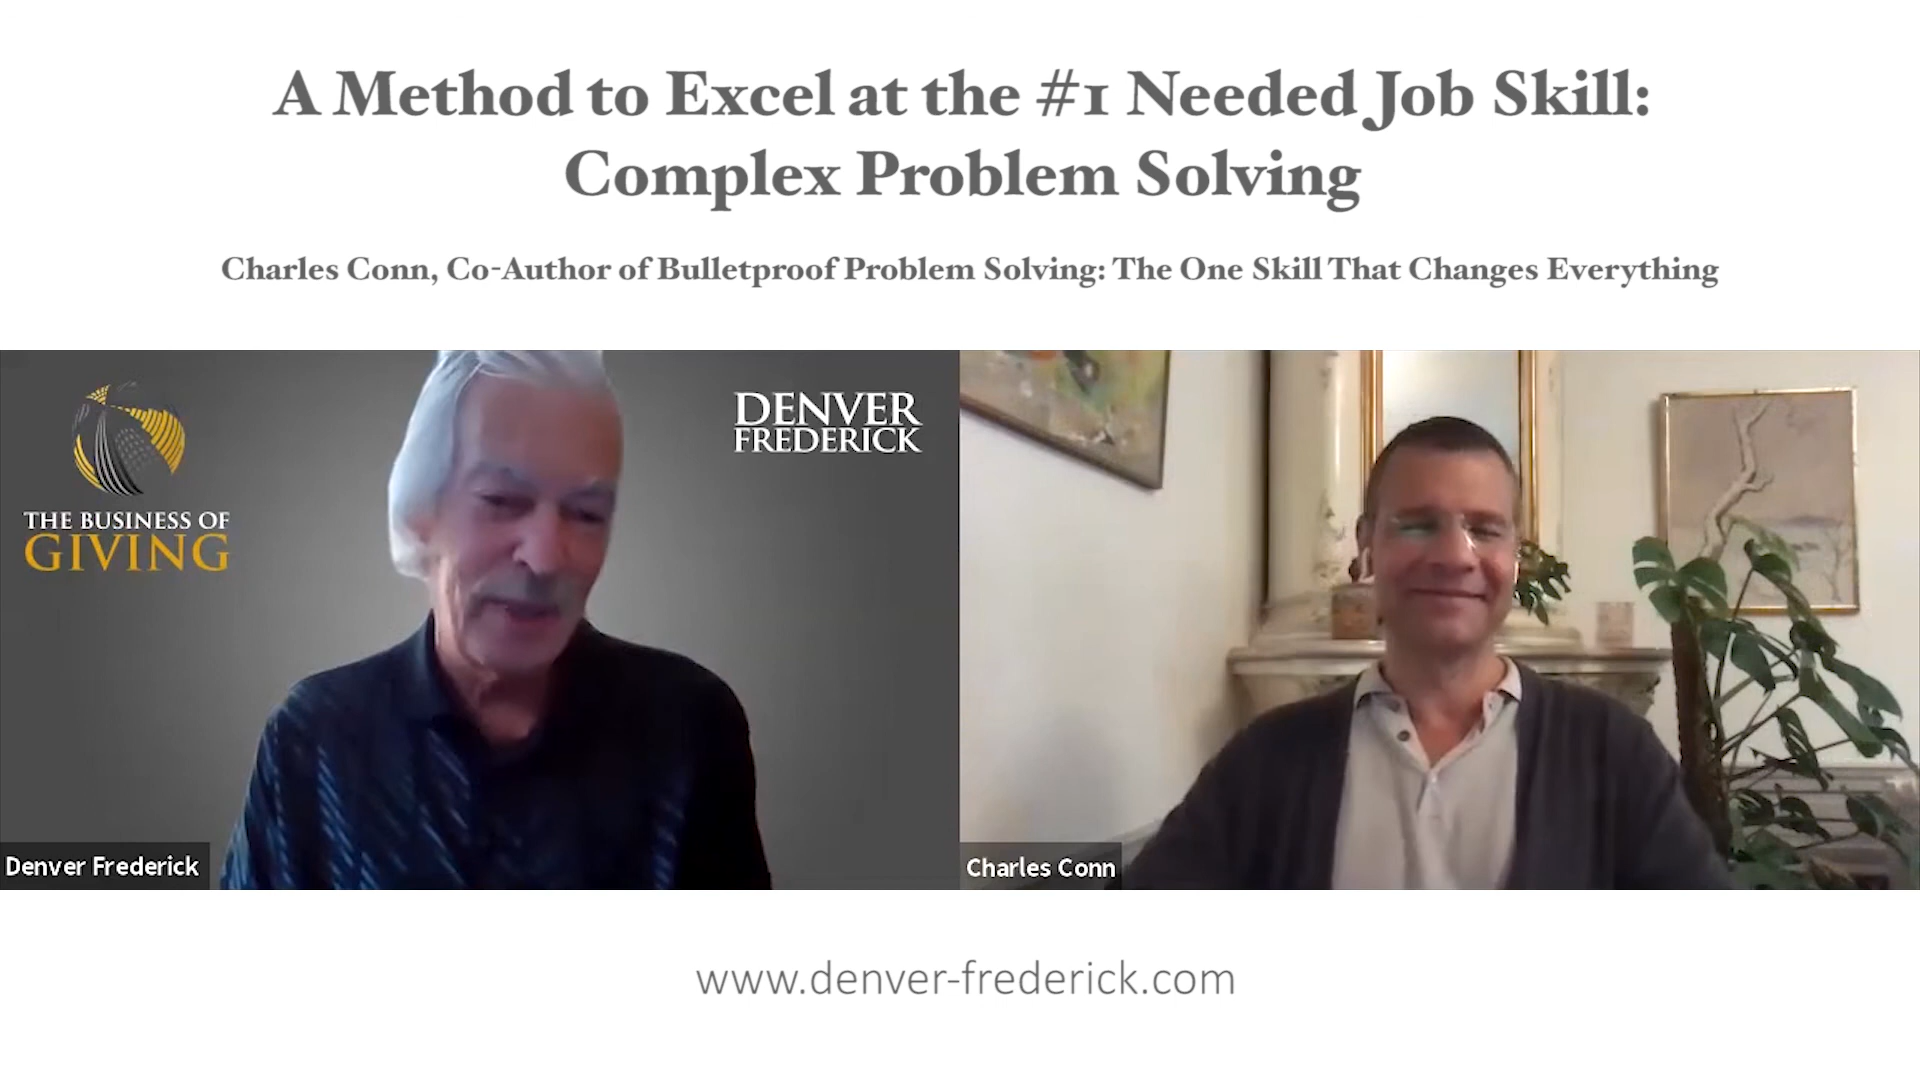 A Method to Excel at the #1 Needed Job Skill:
Complex Problem Solving
Charles Conn, Co-Author of Bulletproof Problem Solving: The One Skill That Changes Everything
THE BUSINESS OF
GIVING
DENVER
FREDERICK
Denver Frederick
Charles Conn
www.denver-frederick.com